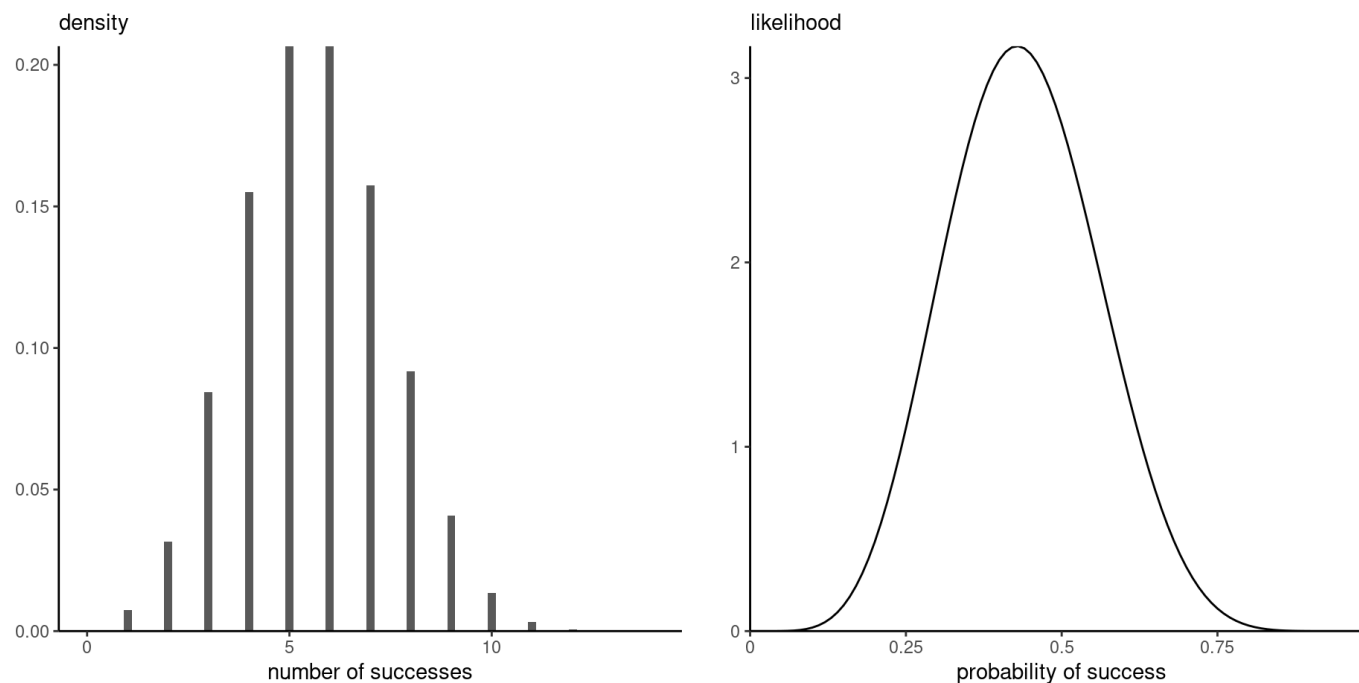 density
0.20
0.15
0.10
0.05
0.00
0 5 10
number of successes
likelihood
3
2
1
0
0 0.25 0.5 0.75
probability of success